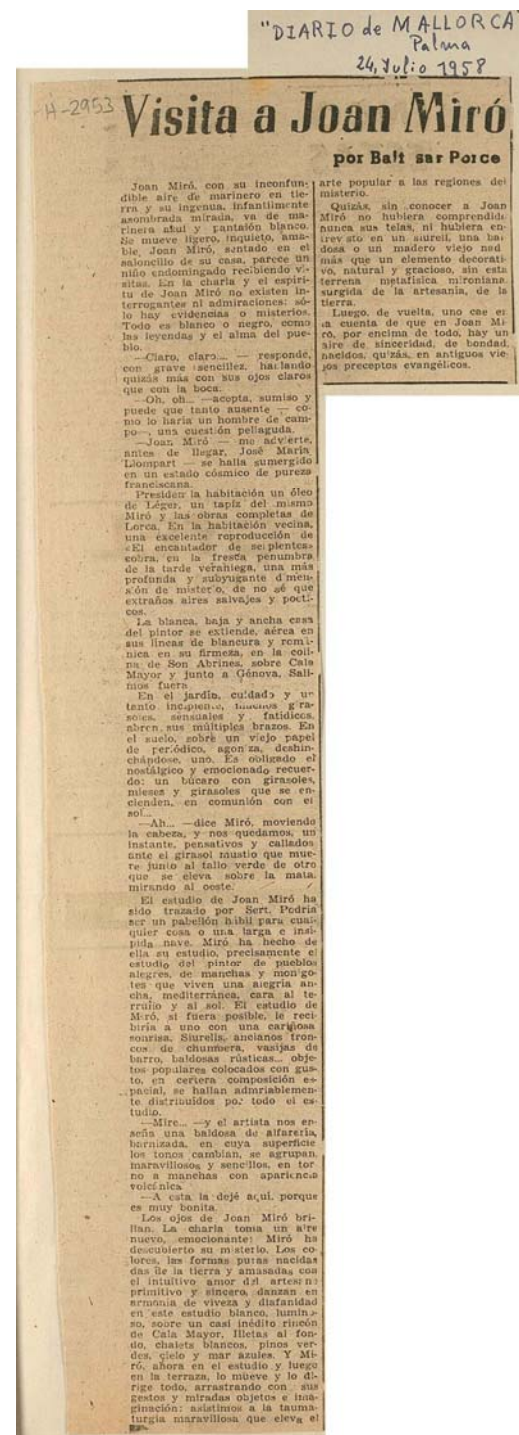 "DIARIO de MALLORCA"
Palma
24, Julio 1958
H-2953
Visita a Joan Miró
por Balt sar Porce
Joan Miró, con su inconfun-
dible aire de marinero en tie-
rra y su ingenua, infantilmente
asombrada mirada, va de ma-
rinera azul y pantalón blanco.
Se mueve ligero, inquieto, ama-
ble. Joan Miró, sentado en el
saloncillo de su casa, parece un
niño endomingado recibiendo vi-
sitas. En la charla y el espíri-
tu de Joan Miró no existen in-
terrogantes ni admiraciones: só-
lo hay evidencias o misterios.
Todo es blanco o negro, como
las leyendas y el alma del pue-
blo.
—Claro, claro... — responde,
con grave sencillez, hablando
quizás más con sus ojos claros
que con la boca.
—Oh, oh... —acepta, sumiso y
puede que tanto ausente — co-
mo lo haría un hombre de cam-
po—, una cuestión peliaguda.
—Joan Miró — me advierte,
antes de llegar, José María
Llompart — se halla sumergido
en un estado cósmico de pureza
franciscana.
Presiden la habitación un óleo
de Léger, un tapiz del mismo
Miró y las obras completas de
Lorca. En la habitación vecina,
una excelente reproducción de
«El encantador de serpientes»
cobra, en la fresca penumbra
de la tarde veraniega, una más
profunda y subyugante d'men-
s'ón de misterio, de no sé que
extraños aires salvajes y poéti-
cos.
La blanca, baja y ancha casa
del pintor se extiende, aérea en
sus líneas de blancura y romá-
nica en su firmeza, en la coli-
na de Son Abrines, sobre Cala
Mayor y junto a Génova. Sali-
mos fuera
En el jardín, cuidado y un
tanto incipiente, muchos gira-
soles, sensuales y fatídicos,
abren sus múltiples brazos. En
el suelo, sobre un viejo papel
de periódico, agoniza, deshin-
chándose, uno. Es obligado el
nostálgico y emocionado recuer-
do: un búcaro con girasoles,
mieses y girasoles que se en-
cienden, en comunión con el
sol...
—Ah... —dice Miró, moviendo
la cabeza, y nos quedamos, un
instante, pensativos y callados
ante el girasol mustio que mue-
re junto al tallo verde de otro
que se eleva sobre la mata,
mirando al oeste.
El estudio de Joan Miró ha
sido trazado por Sert. Podría
ser un pabellón hábil para cual-
quier cosa o una larga e insí-
pida nave. Miró ha hecho de
ella su estudio, precisamente el
estudio del pintor de pueblos
alegres, de manchas y monigo-
tes que viven una alegría an-
cha, mediterránea, cara al te-
rruño y al sol. El estudio de
Miró, si fuera posible, le reci-
biría a uno con una cariñosa
sonrisa. Siurells, ancianos tron-
cos de chumbera, vasijas de
barro, baldosas rústicas... obje-
tos populares colocados con gus-
to, en certera composición es-
pacial, se hallan admriablemen-
te distribuídos por todo el es-
tudio.
—Mire... —y el artista nos en-
seña una baldosa de alfarería,
barnizada, en cuya superficie
los tonos cambian, se agrupan,
maravillosos y sencillos, en tor
no a manchas con apariencia
volcánica
—A esta la dejé aquí, porque
es muy bonita.
Los ojos de Joan Miró bri-
llan. La charla toma un aire
nuevo, emocionante: Miró ha
descubierto su m'sterio. Los co-
lores, las formas puras nacidas
das de la tierra y amasadas con
el intuitivo amor del artesano
primitivo y sincero, danzan en
armonía de viveza y diafanidad
en este estudio blanco, lumino-
so, sobre un casi inédito rincón
de Cala Mayor, Illetas al fon-
do, chalets blancos, pinos ver-
des, cielo y mar azules. Y Mi-
ró, ahora en el estudio y luego
en la terraza, lo mueve y lo di-
rige todo, arrastrando con sus
gestos y miradas objetos e ima-
ginación: asistimos a la tauma-
turgia maravillosa que eleva el
arte popular a las regiones del
misterio.
Quizás, sin conocer a Joan
Miró no hubiera comprendido
nunca sus telas, ni hubiera en-
trevisto en un siurell, una bal-
dosa o un madero viejo nad
más que un elemento decorati-
vo, natural y gracioso, sin esta
terrena metafísica mironiana
surgida de la artesanía, de la
tierra.
Luego, de vuelta, uno cae en
la cuenta de que en Joan Mi-
ró, por encima de todo, hay un
aire de sinceridad, de bondad,
nacidos, quizás, en antiguos vie-
jos preceptos evangélicos.